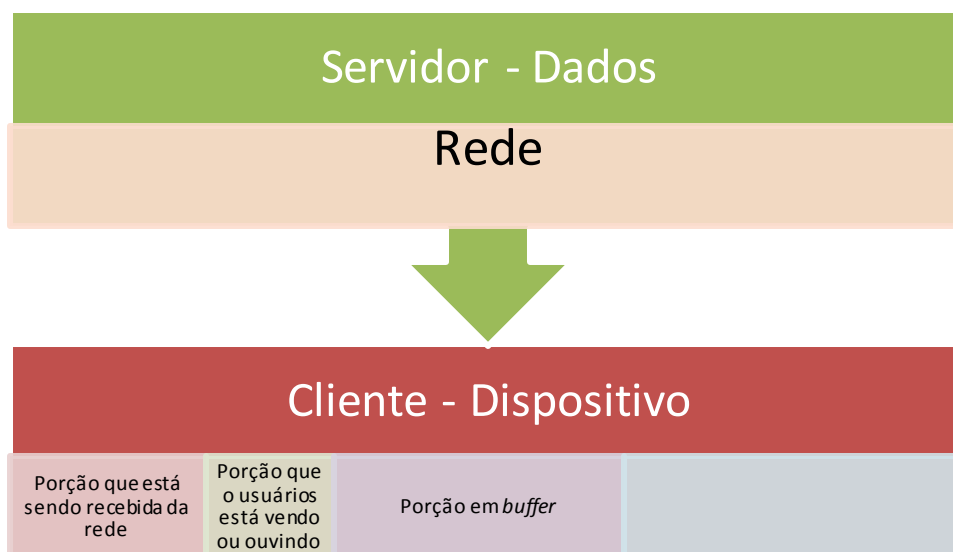 Servidor - Dados
Rede
Cliente - Dispositivo
Porção que está
sendo recebida da
rede
Porção que
o usuários
está vendo
ou ouvindo
Porção em buffer